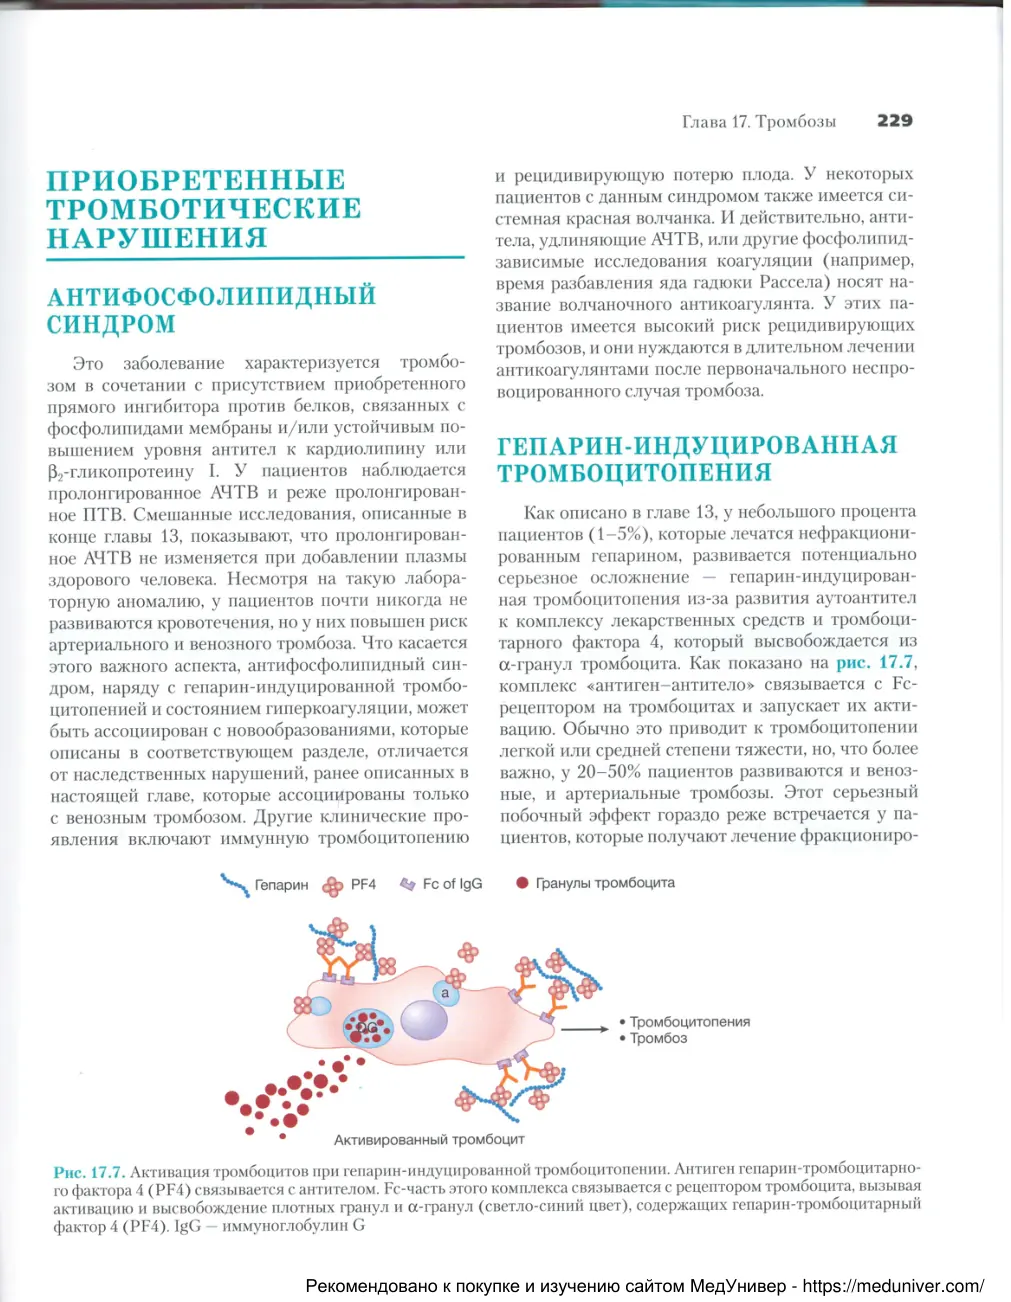 Глава 17. Тромбозы 229
ПРИОБРЕТЕННЫЕ
ТРОМБОТИЧЕСКИЕ
НАРУШЕНИЯ
АНТИФОСФОЛИПИДНЫЙ
СИНДРОМ
Это заболевание характеризуется тромбо-
зом в сочетании с присутствием приобретенного
прямого ингибитора против белков, связанных с
фосфолипидами мембраны и/или устойчивым по-
вышением уровня антител к кардиолипину или
β₂-гликопротеину I. У пациентов наблюдается
пролонгированное АЧТВ и реже пролонгирован-
ное ПТВ. Смешанные исследования, описанные в
конце главы 13, показывают, что пролонгирован-
ное АЧТВ не изменяется при добавлении плазмы
здорового человека. Несмотря на такую лабора-
торную аномалию, у пациентов почти никогда не
развиваются кровотечения, но у них повышен риск
артериального и венозного тромбоза. Что касается
этого важного аспекта, антифосфолипидный син-
дром, наряду с гепарин-индуцированной тромбо-
цитопенией и состоянием гиперкоагуляции, может
быть ассоциирован с новообразованиями, которые
описаны в соответствующем разделе, отличается
от наследственных нарушений, ранее описанных в
настоящей главе, которые ассоциированы только
с венозным тромбозом. Другие клинические про-
явления включают иммунную тромбоцитопению
и рецидивирующую потерю плода. У некоторых
пациентов с данным синдромом также имеется си-
стемная красная волчанка. И действительно, анти-
тела, удлиняющие АЧТВ, или другие фосфолипид-
зависимые исследования коагуляции (например,
время разбавления яда гадюки Рассела) носят на-
звание волчаночного антикоагулянта. У этих па-
циентов имеется высокий риск рецидивирующих
тромбозов, и они нуждаются в длительном лечении
антикоагулянтами после первоначального неспро-
воцированного случая тромбоза.
ГЕПАРИН-ИНДУЦИРОВАННАЯ
ТРОМБОЦИТОПЕНИЯ
Как описано в главе 13, у небольшого процента
пациентов (1–5%), которые лечатся нефракциони-
рованным гепарином, развивается потенциально
серьезное осложнение — гепарин-индуцирован-
ная тромбоцитопения из-за развития аутоантител
к комплексу лекарственных средств и тромбоци-
тарного фактора 4, который высвобождается из
α-гранул тромбоцита. Как показано на рис. 17.7,
комплекс «антиген–антитело» связывается с Fc-
рецептором на тромбоцитах и запускает их акти-
вацию. Обычно это приводит к тромбоцитопении
легкой или средней степени тяжести, но, что более
важно, у 20–50% пациентов развиваются и веноз-
ные, и артериальные тромбозы. Этот серьезный
побочный эффект гораздо реже встречается у па-
циентов, которые получают лечение фракциониро-
Гепарин PF4 Fc of IgG Гранулы тромбоцита
a
DG
• Тромбоцитопения
• Тромбоз
Активированный тромбоцит
Рис. 17.7. Активация тромбоцитов при гепарин-индуцированной тромбоцитопении. Антиген гепарин-тромбоцитарно-
го фактора 4 (PF4) связывается с антителом. Fc-часть этого комплекса связывается с рецептором тромбоцита, вызывая
активацию и высвобождение плотных гранул и α-гранул (светло-синий цвет), содержащих гепарин-тромбоцитарный
фактор 4 (PF4). IgG — иммуноглобулин G
Рекомендовано к покупке и изучению сайтом МедУнивер - https://meduniver.com/